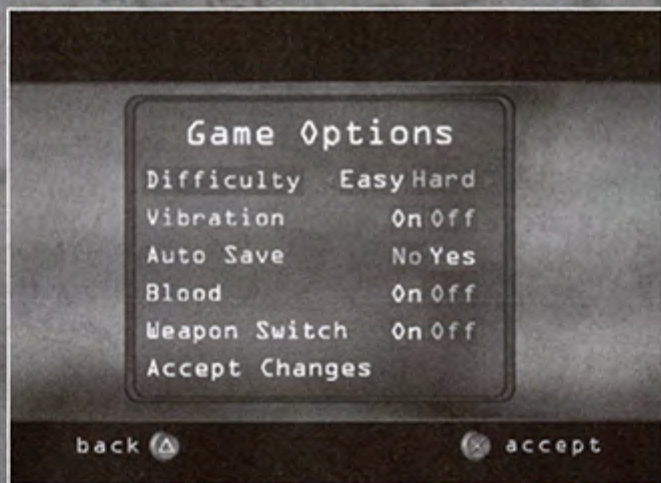 Game Options
Difficulty Easy Hard
Vibration On Off
Auto Save No Yes
Blood On Off
Weapon Switch On Off
Accept Changes
back accept